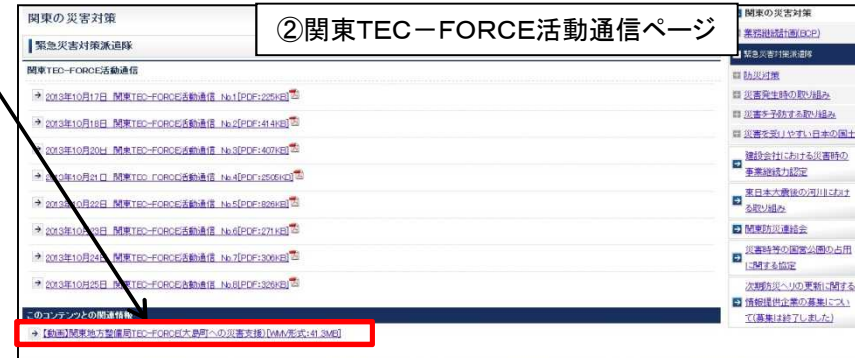 関東の災害対策
②関東TEC－FORCE活動通信ページ
緊急災害対策派遣隊
関東TEC-FORCE活動通信
2013年10月17日 関東TEC-FORCE活動通信 No.1[PDF:225KB]
2013年10月18日 関東TEC-FORCE活動通信 No.2[PDF:414KB]
2013年10月20日 関東TEC-FORCE活動通信 No.3[PDF:407KB]
2013年10月21日 関東TEC-FORCE活動通信 No.4[PDF:2505KB]
2013年10月22日 関東TEC-FORCE活動通信 No.5[PDF:826KB]
2013年10月23日 関東TEC-FORCE活動通信 No.6[PDF:271KB]
2013年10月24日 関東TEC-FORCE活動通信 No.7[PDF:306KB]
2013年10月25日 関東TEC-FORCE活動通信 No.8[PDF:326KB]
このコンテンツとの関連情報
【動画】関東地方整備局TEC-FORCE(大島町への災害支援)[WMV形式:41.3MB]
関東の災害対策
業務継続計画(BCP)
緊急災害対策派遣隊
防災対策
災害発生時の取り組み
災害を予防する取り組み
災害を受けやすい日本の国土
建設会社における災害時の
事業継続力認定
東日本大震後の河川におけ
る取り組み
関東防災連絡会
災害時等の国営公園の占用
に関する協定
次期防災ヘリの更新に関する
情報提供企業の募集につい
て(募集は終了しました)